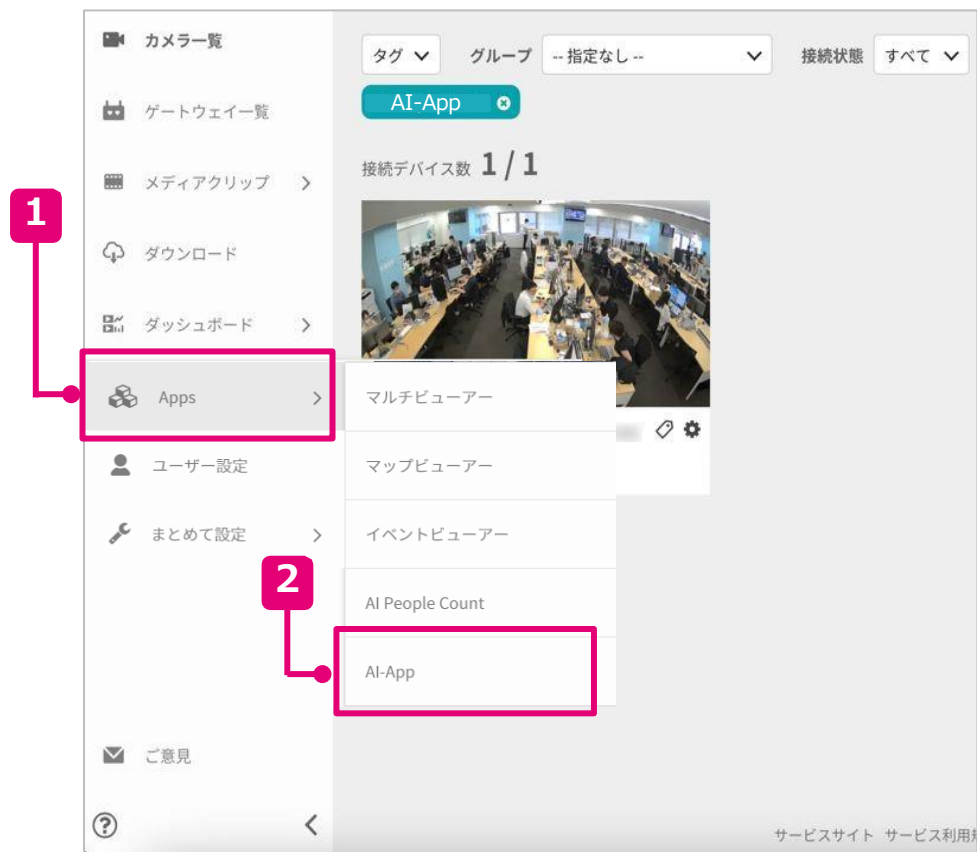 カメラ一覧
タグ グループ -- 指定なし -- 接続状態 すべて
AI-App
ゲートウェイ一覧
接続デバイス数 1 / 1
メディアクリップ
1
ダウンロード
ダッシュボード
Apps
マルチビューアー
ユーザー設定
マップビューアー
まとめて設定
イベントビューアー
2
AI People Count
AI-App
ご意見
サービスサイト サービス利用